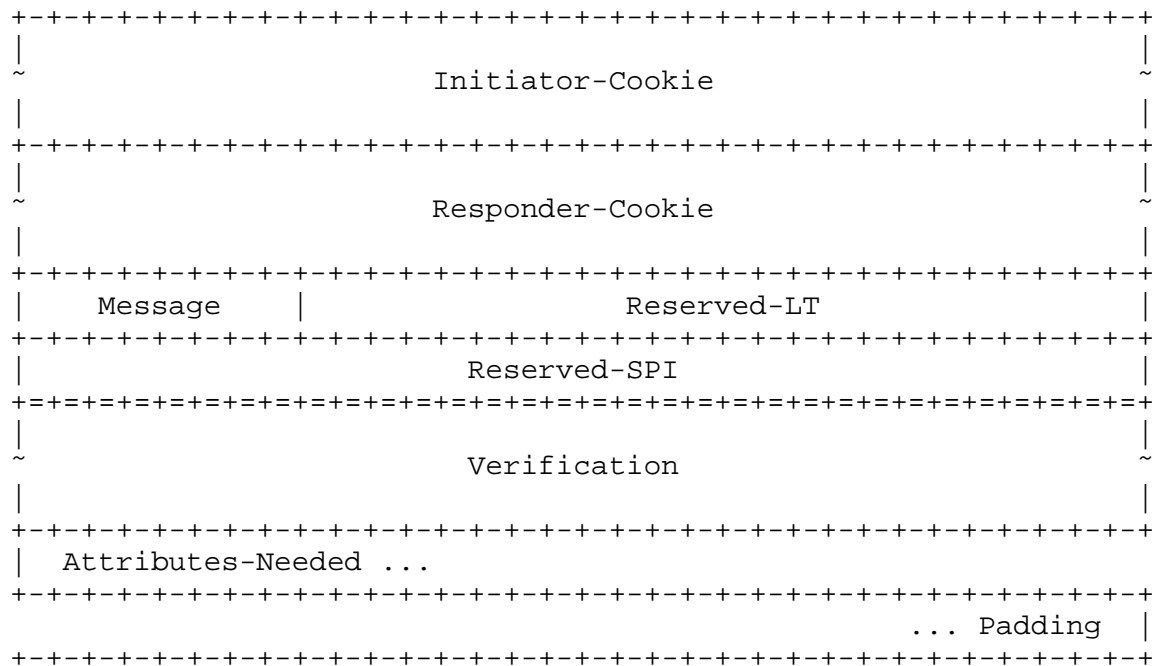 +-+-+-+-+-+-+-+-+-+-+-+-+-+-+-+-+-+-+-+-+-+-+-+-+-+-+-+-+-+-+-+-+
|                                                               |
~                        Initiator-Cookie                       ~
|                                                               |
+-+-+-+-+-+-+-+-+-+-+-+-+-+-+-+-+-+-+-+-+-+-+-+-+-+-+-+-+-+-+-+-+
|                                                               |
~                        Responder-Cookie                       ~
|                                                               |
+-+-+-+-+-+-+-+-+-+-+-+-+-+-+-+-+-+-+-+-+-+-+-+-+-+-+-+-+-+-+-+-+
|    Message    |                  Reserved-LT                  |
+-+-+-+-+-+-+-+-+-+-+-+-+-+-+-+-+-+-+-+-+-+-+-+-+-+-+-+-+-+-+-+-+
|                         Reserved-SPI                          |
+=+=+=+=+=+=+=+=+=+=+=+=+=+=+=+=+=+=+=+=+=+=+=+=+=+=+=+=+=+=+=+=+
|                                                               |
~                          Verification                         ~
|                                                               |
+-+-+-+-+-+-+-+-+-+-+-+-+-+-+-+-+-+-+-+-+-+-+-+-+-+-+-+-+-+-+-+-+
|  Attributes-Needed ...
+-+-+-+-+-+-+-+-+-+-+-+-+-+-+-+-+-+-+-+-+-+-+-+-+-+-+-+-+-+-+-+-+
                                                   ... Padding  |
+-+-+-+-+-+-+-+-+-+-+-+-+-+-+-+-+-+-+-+-+-+-+-+-+-+-+-+-+-+-+-+-+